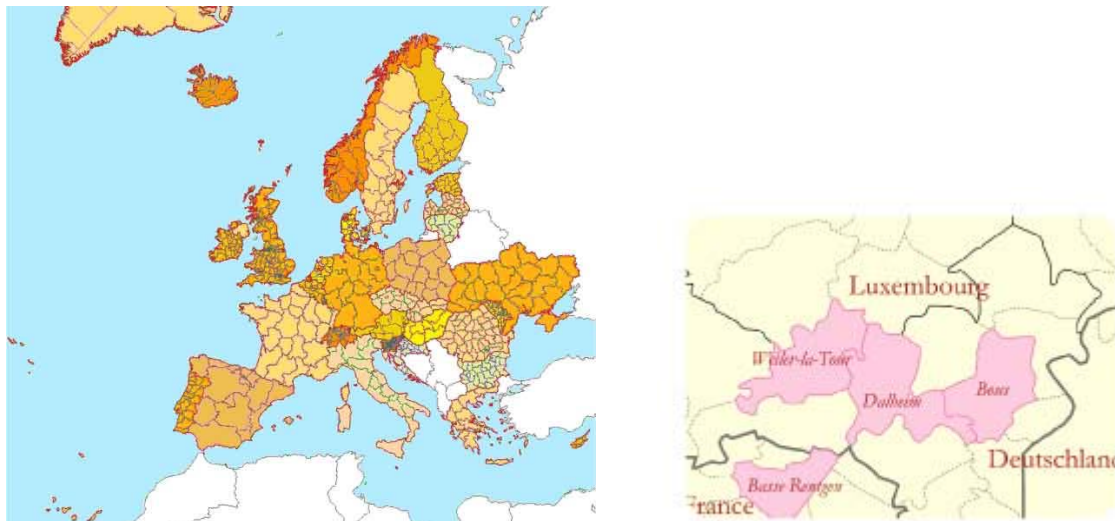 Luxembourg
Weiler-la-Tour
Bous
Dalheim
Deutschland
Basse-Rentgen
France